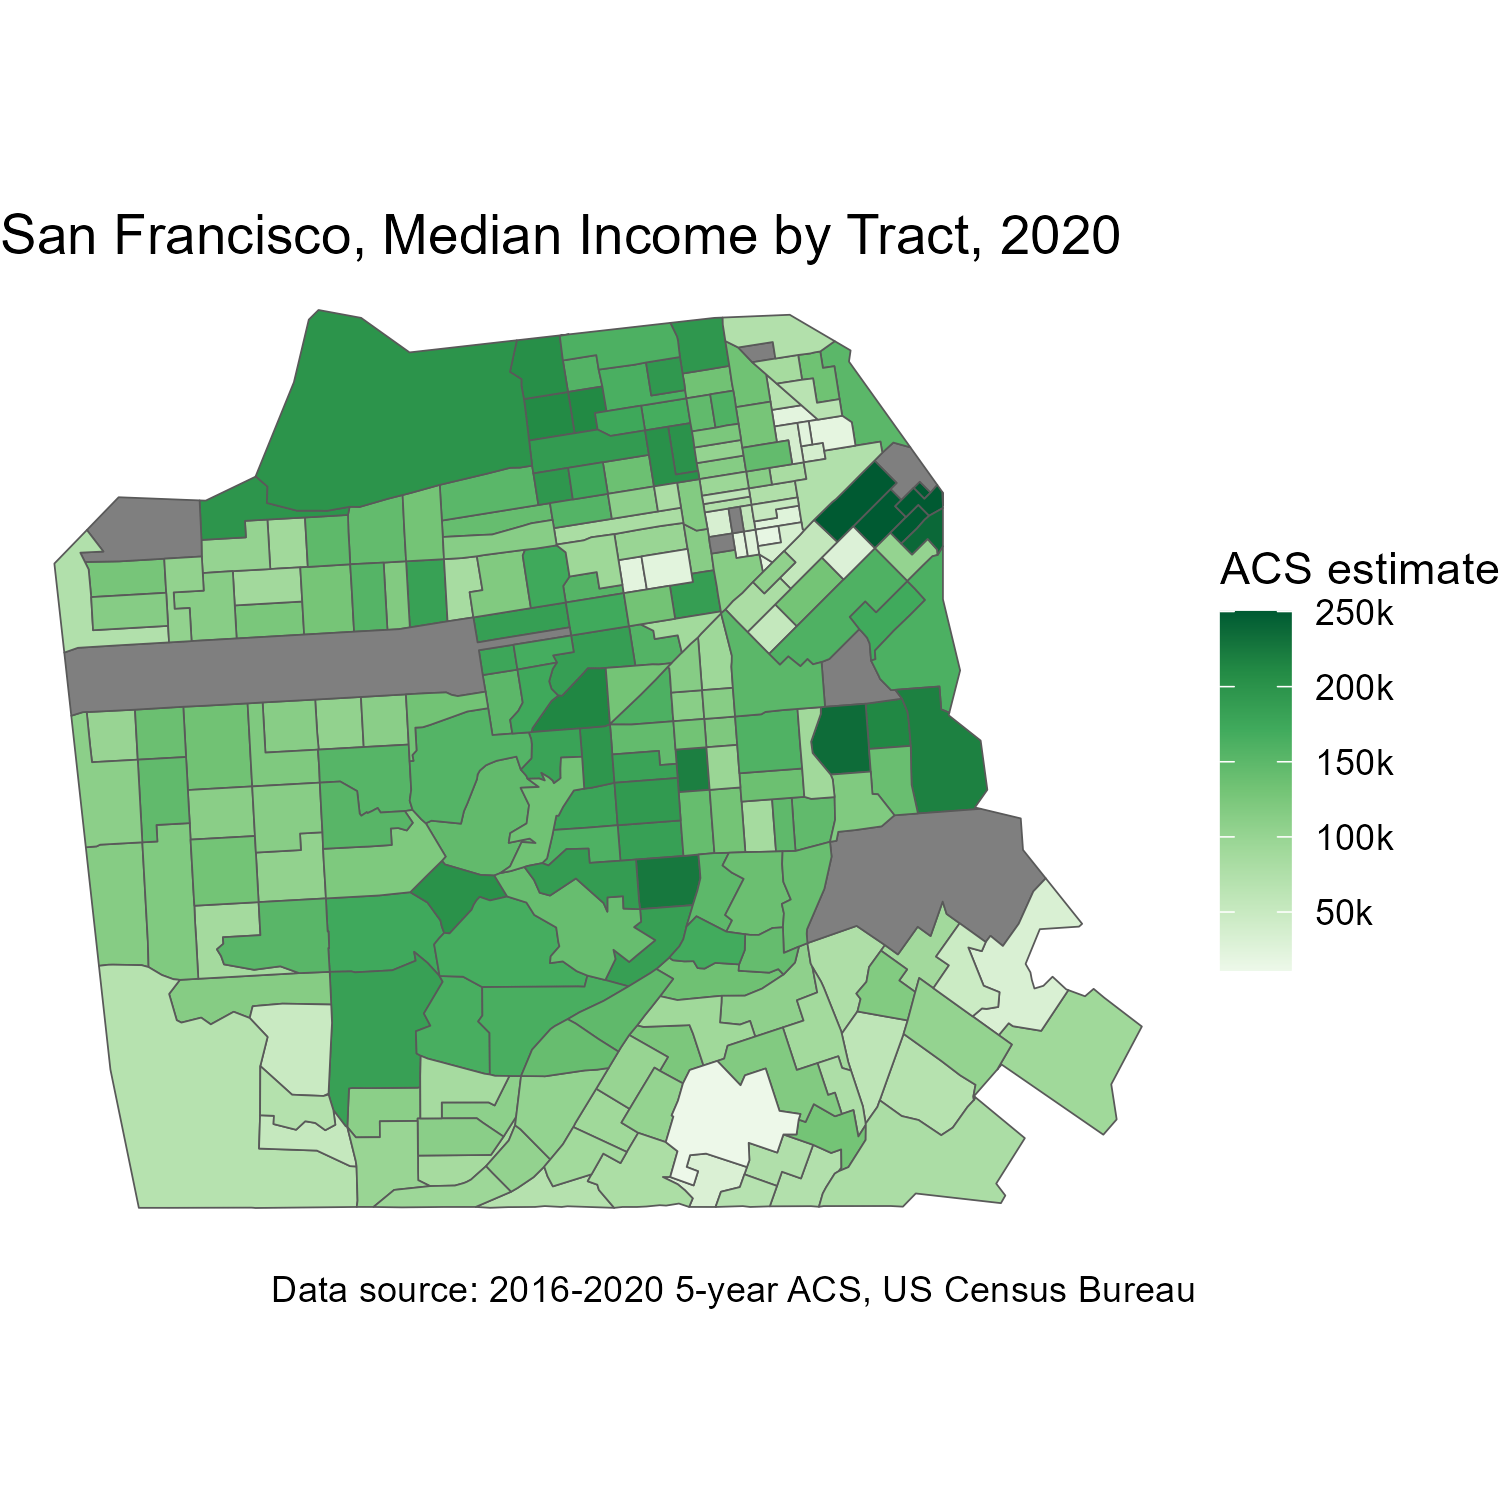 San Francisco, Median Income by Tract, 2020
ACS estimate
250k
200k
150k
100k
50k
Data source: 2016-2020 5-year ACS, US Census Bureau